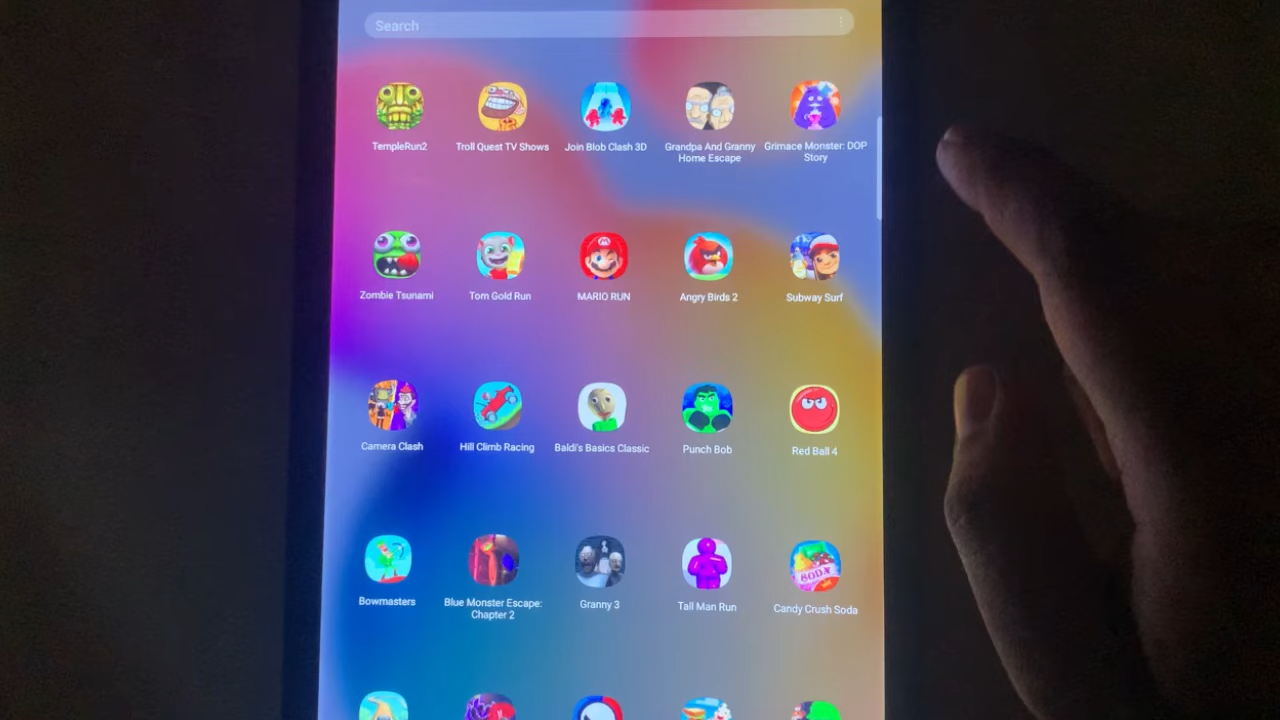 Search
TempleRun2
Troll Quest TV Shows
Join Blob Clash 3D
Grandpa And Granny
Home Escape
Grimace Monster: DOP
Story
Zombie Tsunami
Tom Gold Run
MARIO RUN
Angry Birds 2
Subway Surf
Camera Clash
Hill Climb Racing
Baldi's Basics Classic
Punch Bob
Red Ball 4
Bowmasters
Blue Monster Escape:
Chapter 2
Granny 3
Tall Man Run
Candy Crush Soda